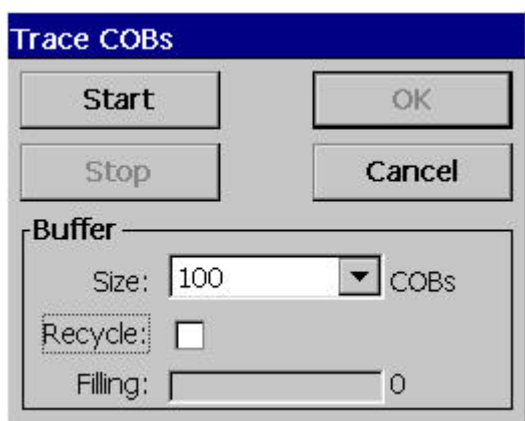 Trace COBs
Start OK
Stop Cancel
Buffer
Size: 100 COBs
Recycle:
Filling: 0